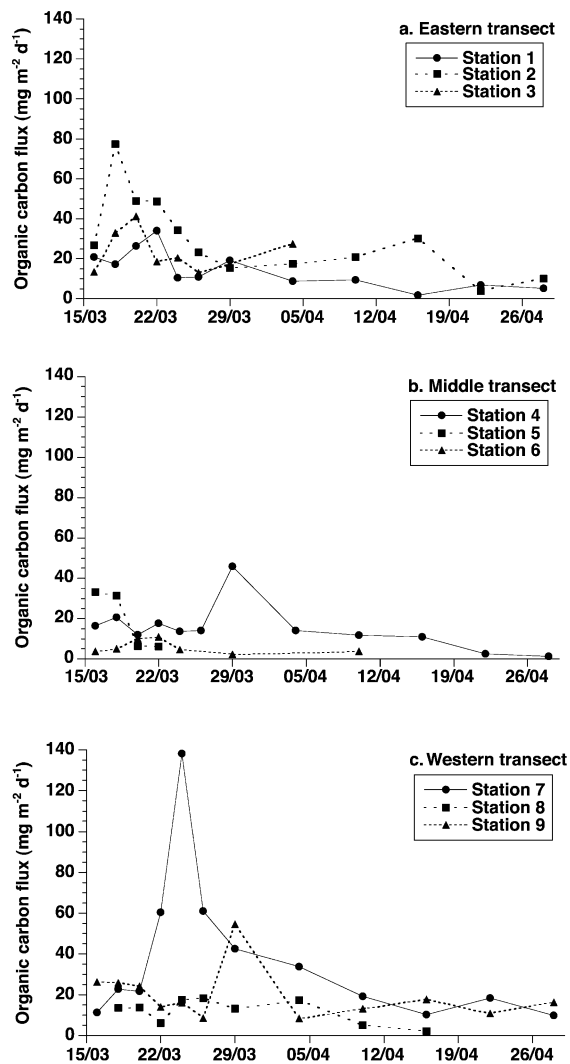 a. Eastern transect
Station 1
Station 2
Station 3
Organic carbon flux (mg m⁻² d⁻¹)
140
120
100
80
60
40
20
0
15/03 22/03 29/03 05/04 12/04 19/04 26/04
b. Middle transect
Station 4
Station 5
Station 6
Organic carbon flux (mg m⁻² d⁻¹)
140
120
100
80
60
40
20
0
15/03 22/03 29/03 05/04 12/04 19/04 26/04
c. Western transect
Station 7
Station 8
Station 9
Organic carbon flux (mg m⁻² d⁻¹)
140
120
100
80
60
40
20
0
15/03 22/03 29/03 05/04 12/04 19/04 26/04